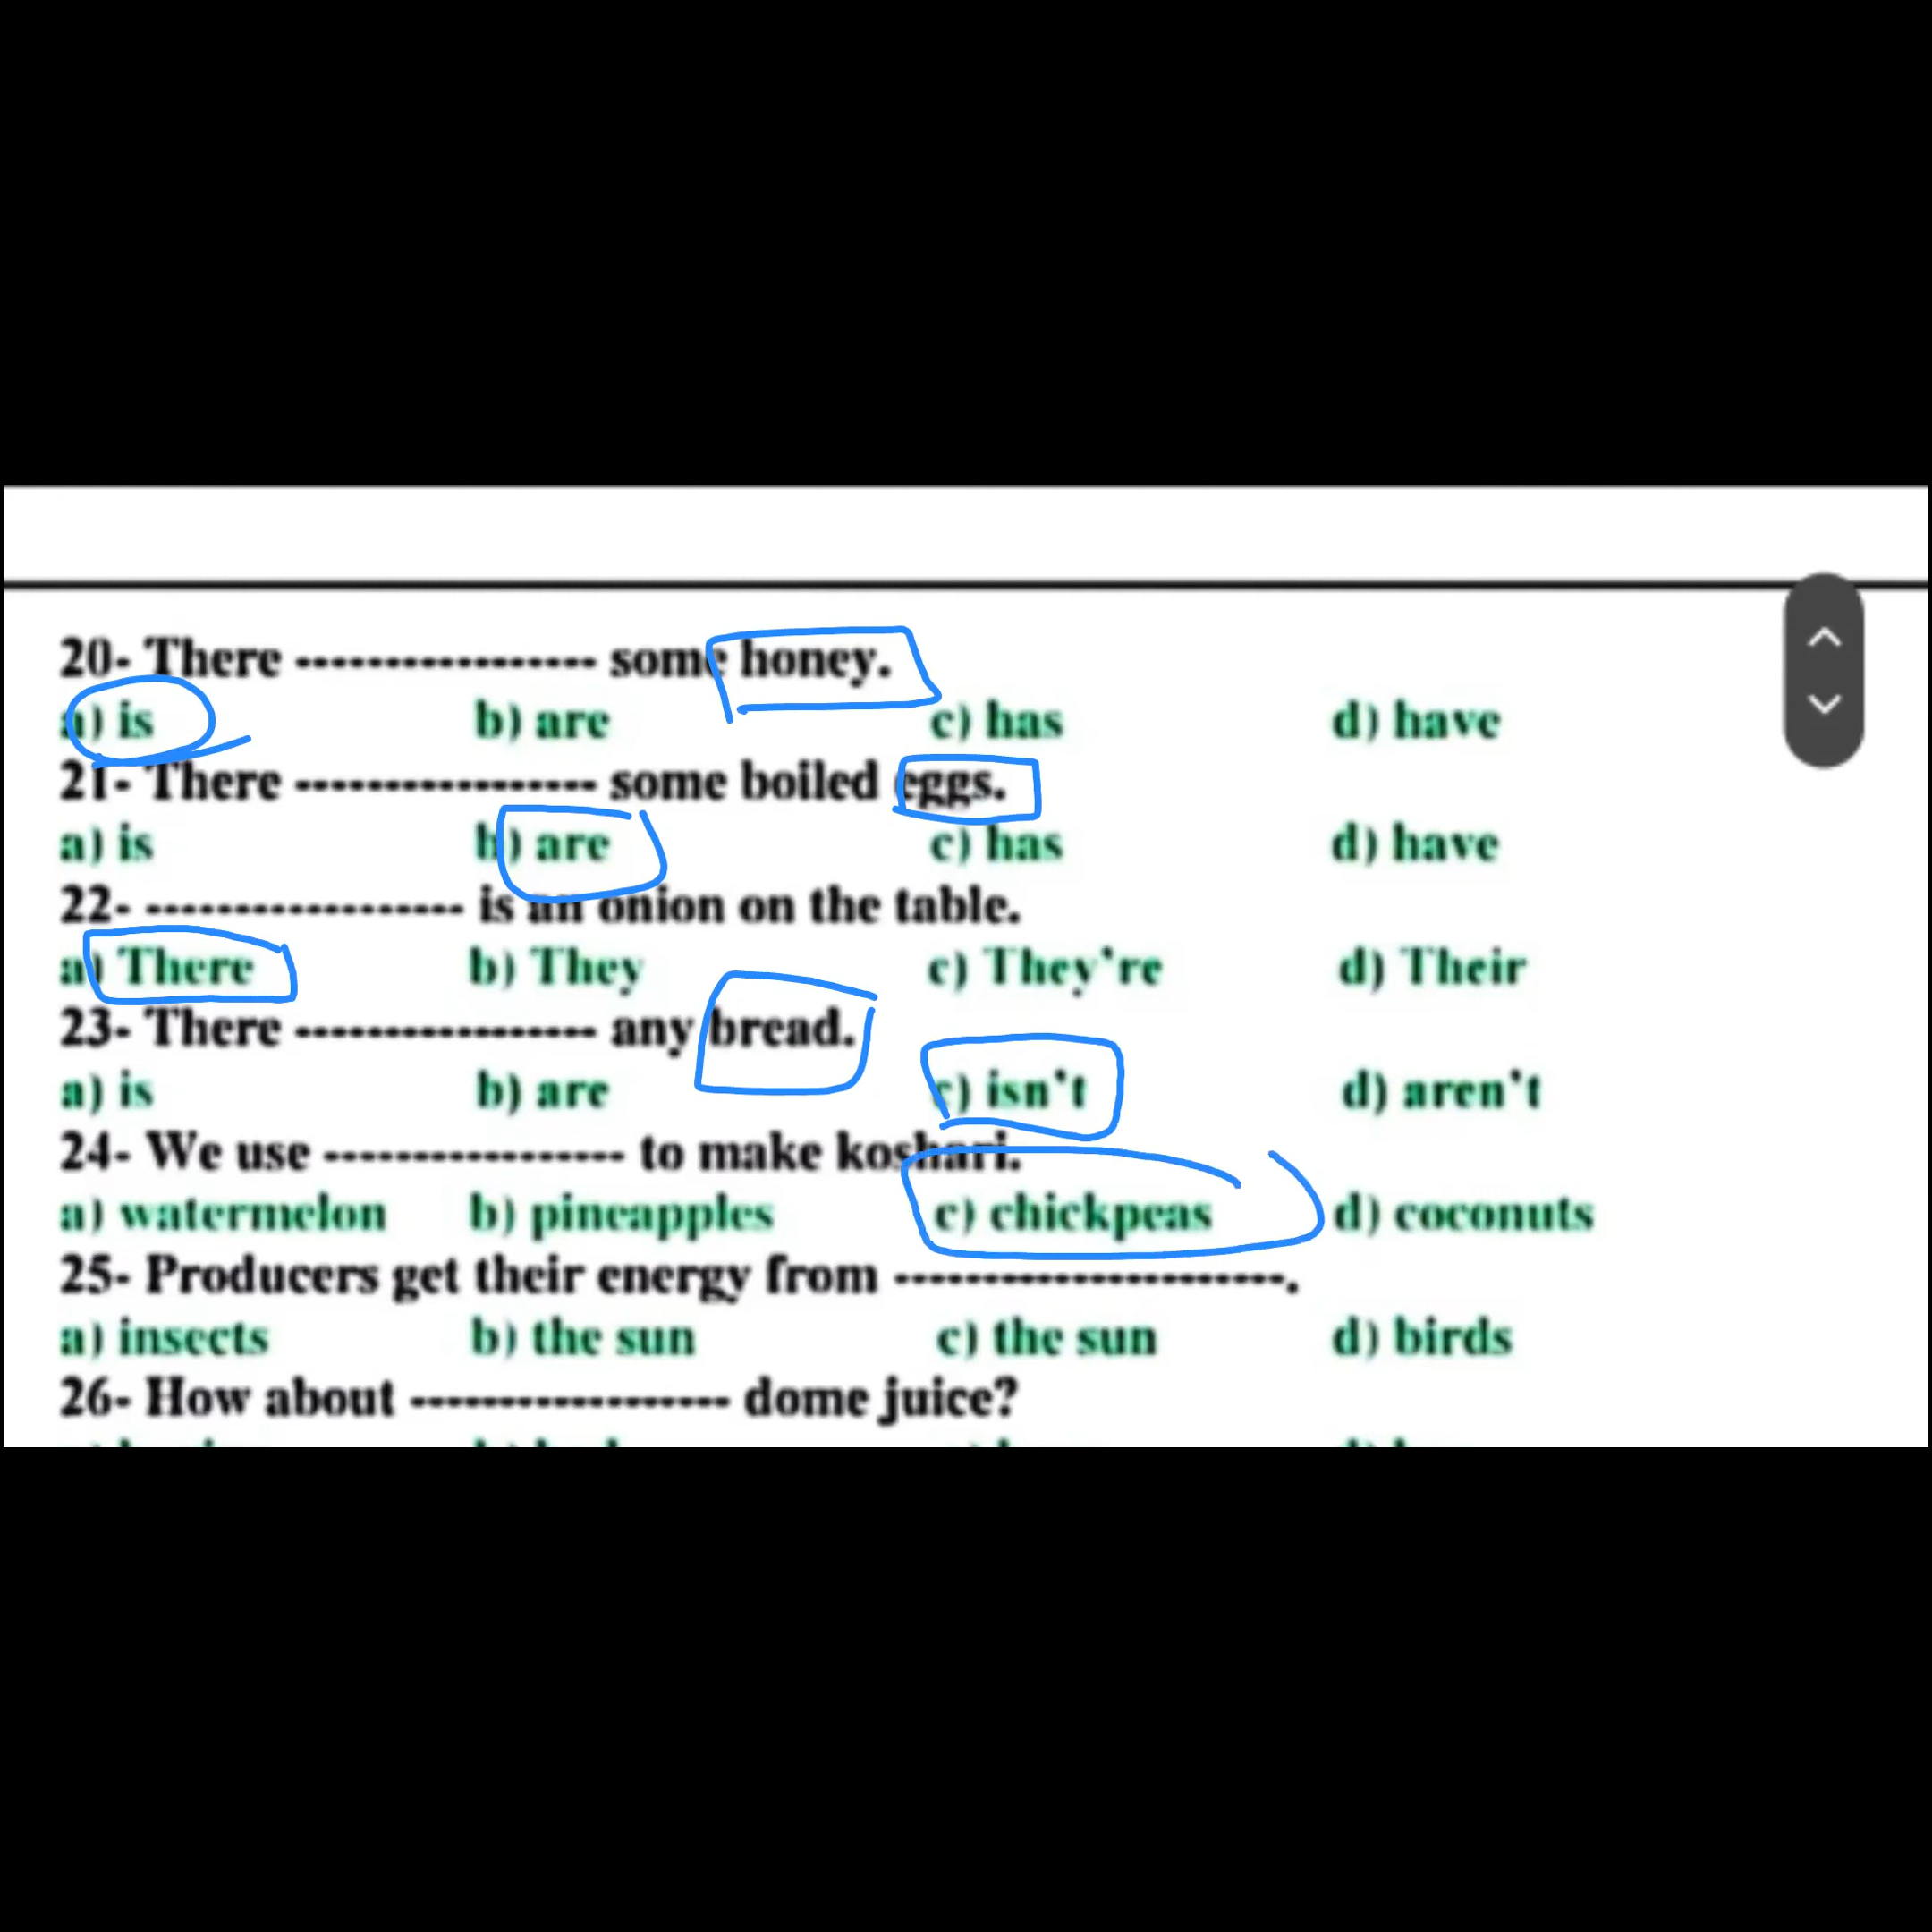 20- There ----------------- some honey.
a) is b) are c) has d) have
21- There ----------------- some boiled eggs.
a) is b) are c) has d) have
22- ------------------ is an onion on the table.
a) There b) They c) They're d) Their
23- There ----------------- any bread.
a) is b) are c) isn't d) aren't
24- We use ----------------- to make koshari.
a) watermelon b) pineapples c) chickpeas d) coconuts
25- Producers get their energy from ----------------------.
a) insects b) the sun c) the sun d) birds
26- How about ------------------ dome juice?